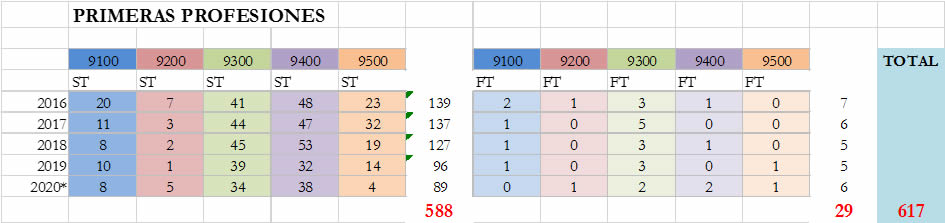 PRIMERAS PROFESIONES
9100 9200 9300 9400 9500 9100 9200 9300 9400 9500 TOTAL
ST ST ST ST ST FT FT FT FT FT
2016 20 7 41 48 23 139 2 1 3 1 0 7
2017 11 3 44 47 32 137 1 0 5 0 0 6
2018 8 2 45 53 19 127 1 0 3 1 0 5
2019 10 1 39 32 14 96 1 0 3 0 1 5
2020* 8 5 34 38 4 89 0 1 2 2 1 6
588 29 617